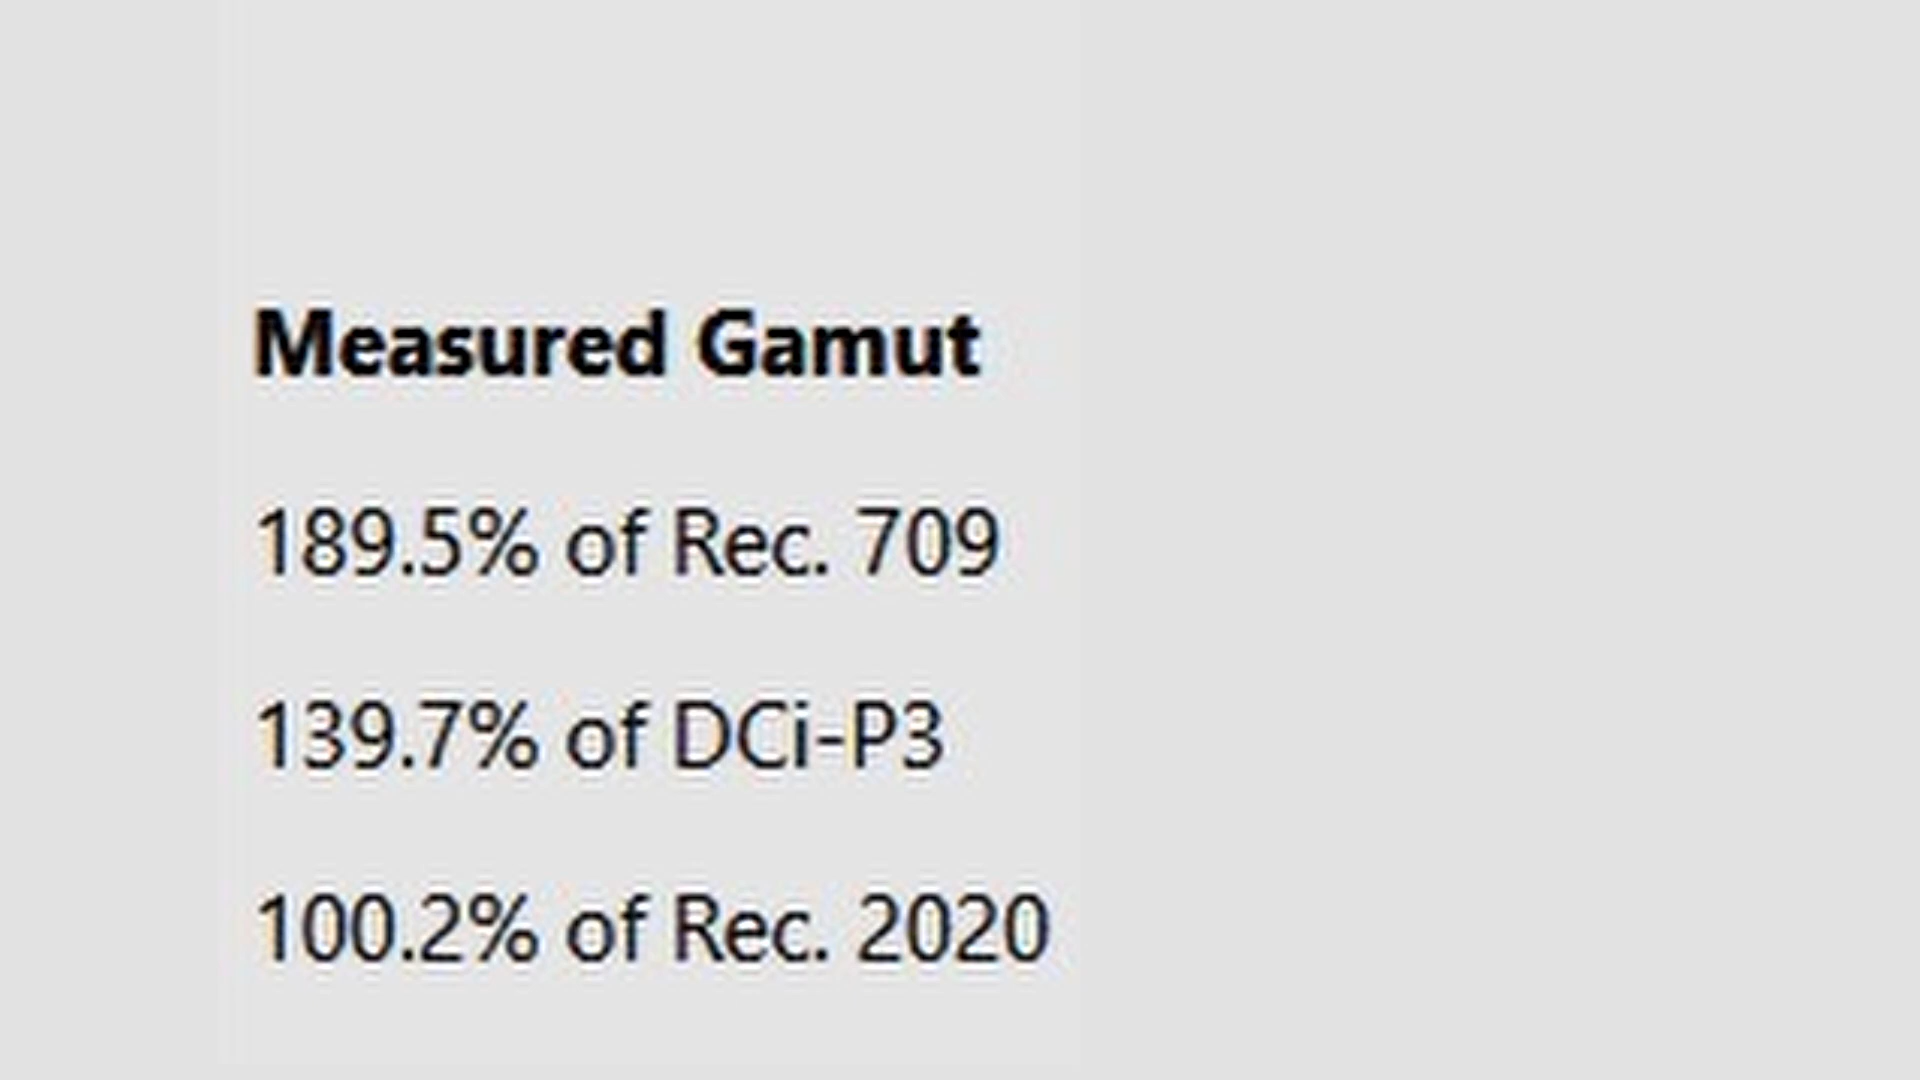 Measured Gamut
189.5% of Rec. 709
139.7% of DCi-P3
100.2% of Rec. 2020